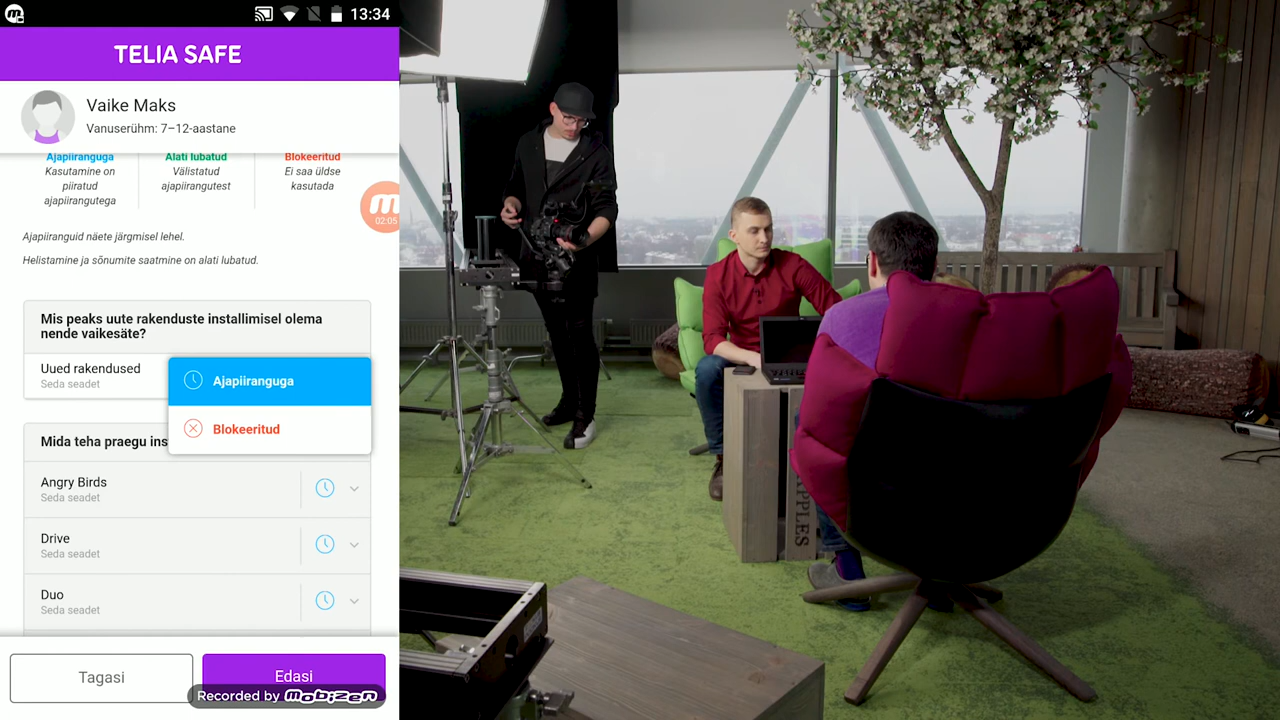 13:34
TELIA SAFE
Vaike Maks
Vanuserühm: 7–12-aastane
Ajapiiranguga
Kasutamine on
piiratud
ajapiirangutega
Alati lubatud
Välistatud
ajapiirangutest
Blokeeritud
Ei saa üldse
kasutada
m
02:05
Ajapiiranguid näete järgmisel lehel.
Helistamine ja sõnumite saatmine on alati lubatud.
Mis peaks uute rakenduste installimisel olema
nende vaikesäte?
Uued rakendused
Seda seadet
Ajapiiranguga
Blokeeritud
Mida teha praegu ins
Angry Birds
Seda seadet
Drive
Seda seadet
Duo
Seda seadet
Tagasi
Edasi
Recorded by mobizen
APPLES